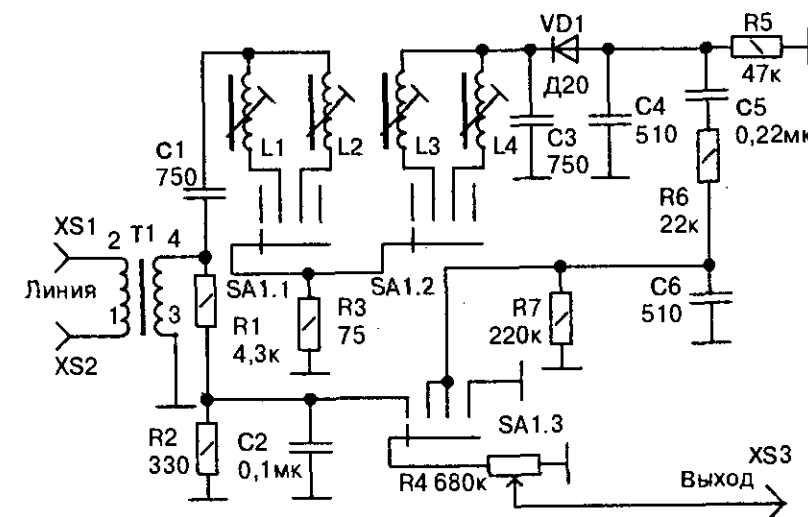 VD1
R5
47к
Д20
C4
510
C5
0,22мк
C3
750
L1
L2
L3
L4
C1
750
R6
22к
XS1
2
T1
4
Линия
1
3
XS2
R1
4,3к
SA1.1
R3
75
SA1.2
R7
220к
C6
510
R2
330
C2
0,1мк
SA1.3
R4 680к
XS3
Выход